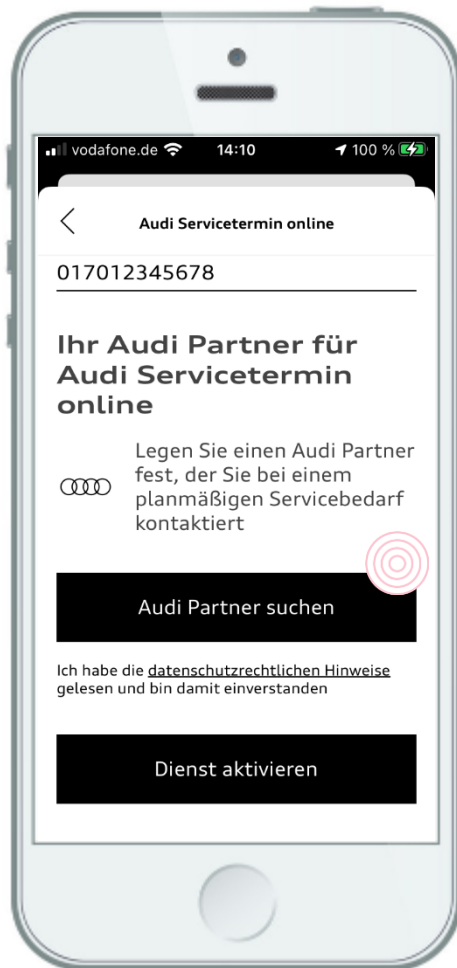 vodafone.de 14:10 100 %
Audi Servicetermin online
017012345678
Ihr Audi Partner für
Audi Servicetermin
online
Legen Sie einen Audi Partner
fest, der Sie bei einem
planmäßigen Servicebedarf
kontaktiert
Audi Partner suchen
Ich habe die datenschutzrechtlichen Hinweise
gelesen und bin damit einverstanden
Dienst aktivieren